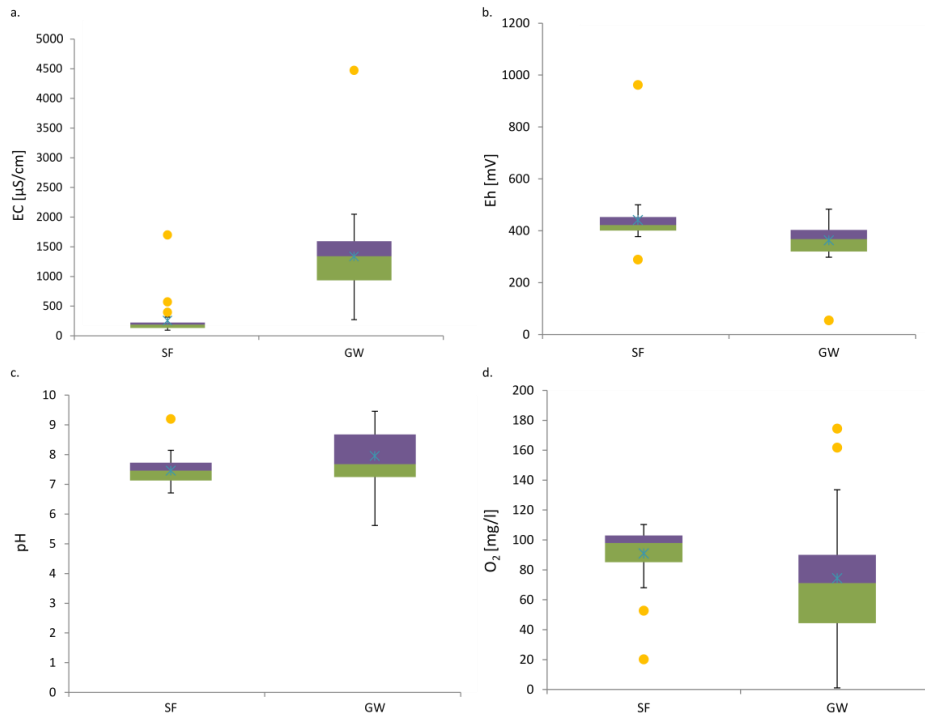 a.
5000
4500
4000
3500
3000
2500
2000
1500
1000
500
0
EC [µS/cm]
SF
GW
b.
1200
1000
800
600
400
200
0
Eh [mV]
SF
GW
c.
10
9
8
7
6
5
4
3
2
1
0
pH
SF
GW
d.
200
180
160
140
120
100
80
60
40
20
0
O₂ [mg/l]
SF
GW